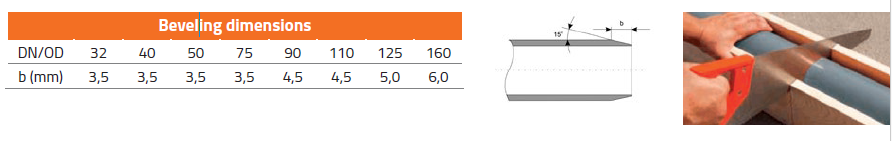 Beveling dimensions
DN/OD 32 40 50 75 90 110 125 160
b (mm) 3,5 3,5 3,5 3,5 4,5 4,5 5,0 6,0
b
15°